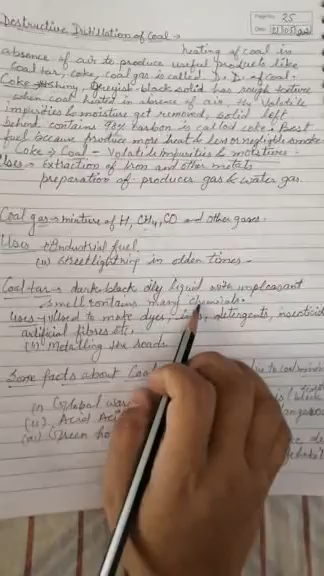 PageNo. 25
Date
Destructive Distillation of Coal -
heating of coal in
absence of air to produce useful products like
coal tar, coke, coal gas is called D. D. of coal.
Coke - Shiny, Greyish black solid has rough texture
when coal heated in absence of air, the volatile
impurities & moisture get removed, solid left
behind contains 98% carbon is called coke. Best
fuel because produce more heat & less or negligible smoke
Coke → Coal - Volatile impurities & moistures.
Uses - Extraction of Iron and other metals
preparation of producer gas & water gas.
Coal gas - mixture of H, CH4, CO and other gases.
Uses (i) Industrial fuel
(ii) Streetlighting in olden times.
Coal tar - dark black oily liquid with unpleasant
smell contains many chemicals.
Uses - Used to make dyes, detergents, insecticid
artificial fibres etc.
(ii) Metalling the roads.
Some facts about Coal
(i) Global war
(ii) Acid
(iii) Green ho